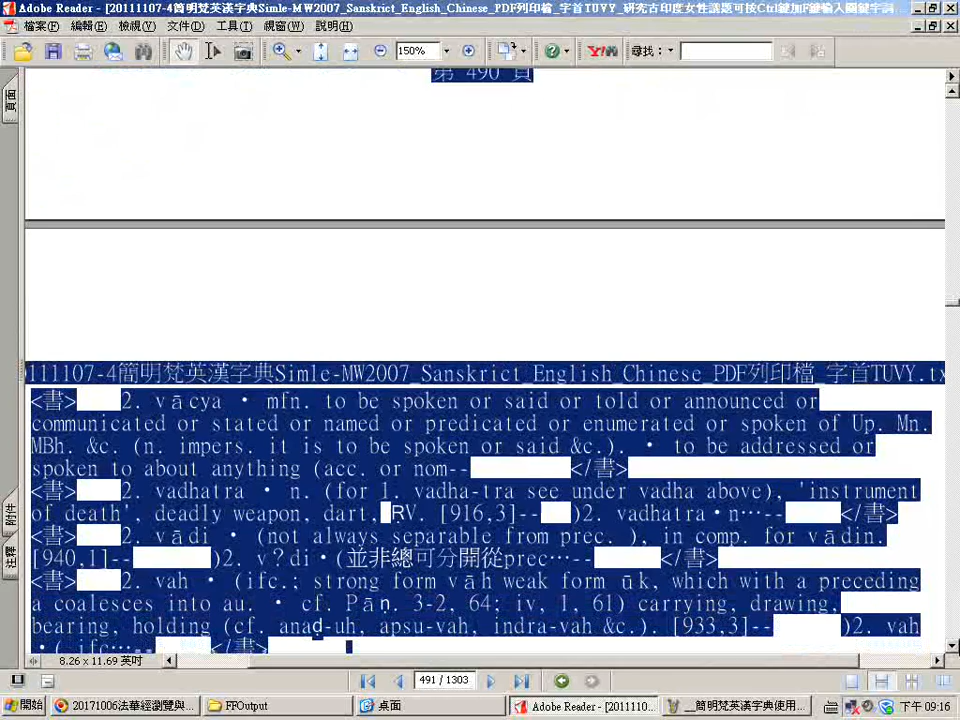 Adobe Reader - [20111107-4簡明梵英漢字典Simle-MW2007_Sanskrict_English_Chinese_PDF列印檔_字首TUVY_研究古印度女性議題可按Ctrl鍵加F鍵輸入關鍵字詞
檔案(F) 編輯(E) 檢視(V) 文件(D) 工具(T) 視窗(W) 說明(H)
150% 尋找:
頁面
附件
注釋
第 490 頁
111107-4簡明梵英漢字典Simle-MW2007_Sanskrict_English_Chinese_PDF列印檔_字首TUVY.tx
<書> 2. vācya • mfn. to be spoken or said or told or announced or
communicated or stated or named or predicated or enumerated or spoken of Up. Mn.
MBh. &c. (n. impers. it is to be spoken or said &c.). • to be addressed or
spoken to about anything (acc. or nom-- </書>
<書> 2. vadhatra • n. (for 1. vadha-tra see under vadha above), 'instrument
of death', deadly weapon, dart, ṚV. [916,3]-- )2. vadhatra•n…-- </書>
<書> 2. vādi • (not always separable from prec. ), in comp. for vādin.
[940,1]-- )2. v?di•(並非總可分開從prec…-- </書>
<書> 2. vah • (ifc.; strong form vāh weak form ūk, which with a preceding
a coalesces into au. • cf. Pāṇ. 3-2, 64; iv, 1, 61) carrying, drawing,
bearing, holding (cf. anaḍ-uh, apsu-vah, indra-vah &c.). [933,3]-- )2. vah
•( ifc…-- </書>
8.26 x 11.69 英吋
491 / 1303
開始 20171006法華經瀏覽與... FFOutput 桌面 Adobe Reader - [201110... __簡明梵英字典使用... 下午 09:16